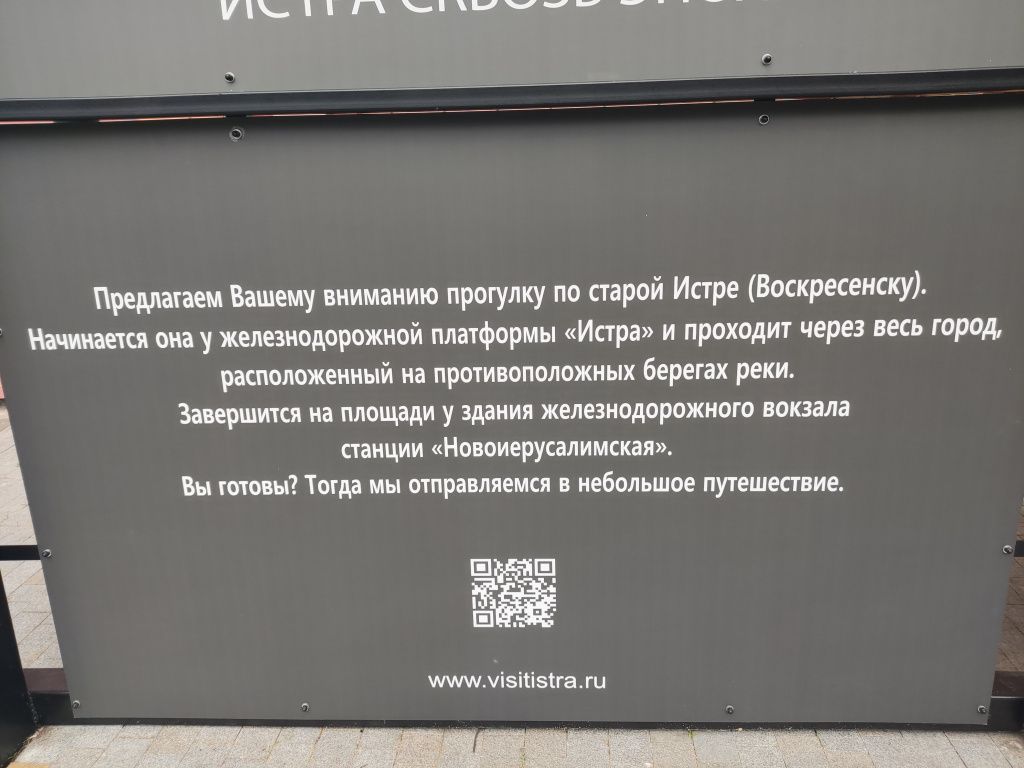 ИСТРА СКВОЗЬ
Предлагаем Вашему вниманию прогулку по старой Истре (Воскресенску).
Начинается она у железнодорожной платформы «Истра» и проходит через весь город,
расположенный на противоположных берегах реки.
Завершится на площади у здания железнодорожного вокзала
станции «Новоиерусалимская».
Вы готовы? Тогда мы отправляемся в небольшое путешествие.
www.visitistra.ru